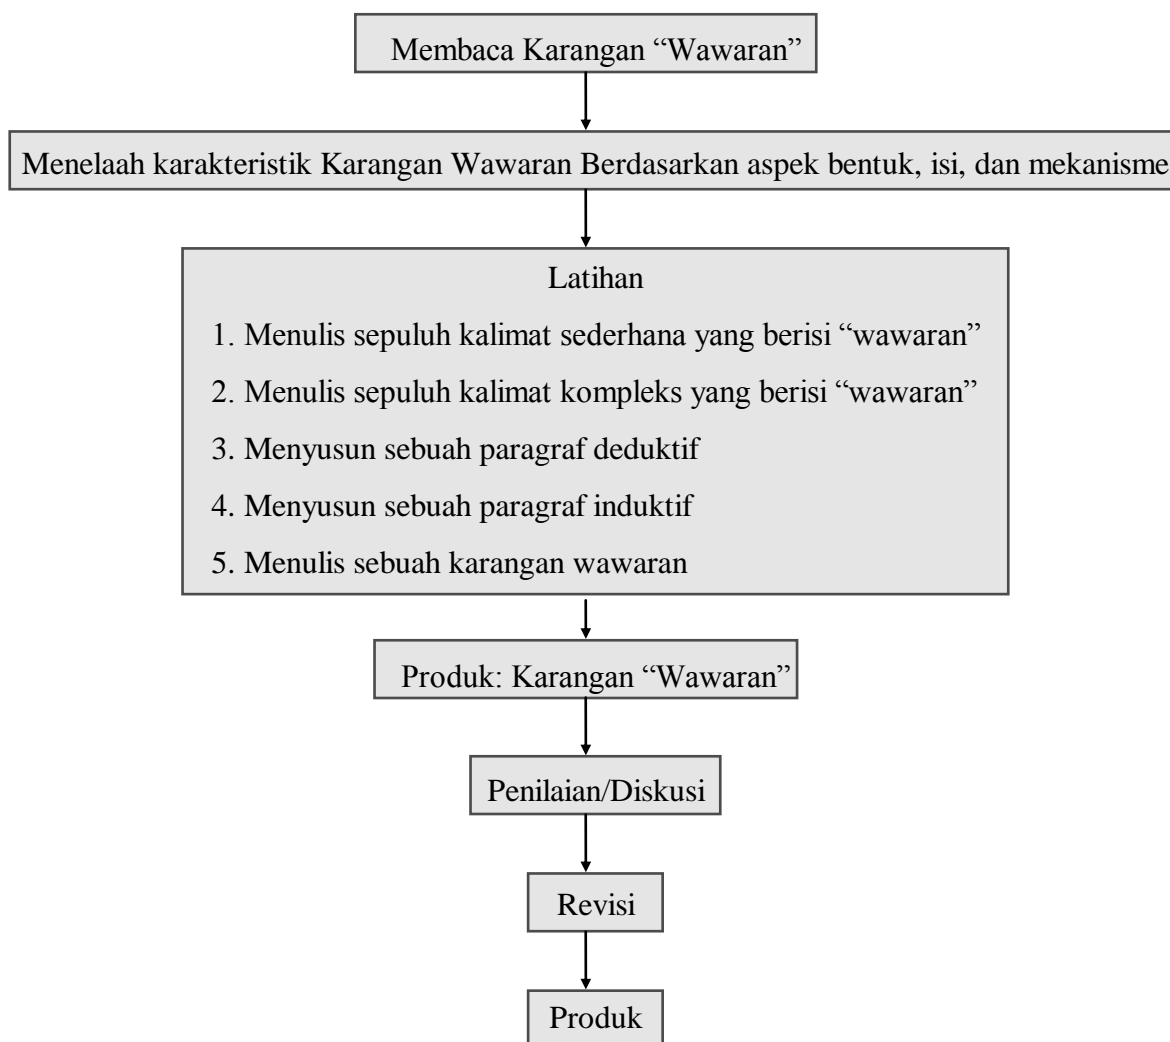 Membaca Karangan “Wawaran”
Menelaah karakteristik Karangan Wawaran Berdasarkan aspek bentuk, isi, dan mekanisme
Latihan
1. Menulis sepuluh kalimat sederhana yang berisi “wawaran”
2. Menulis sepuluh kalimat kompleks yang berisi “wawaran”
3. Menyusun sebuah paragraf deduktif
4. Menyusun sebuah paragraf induktif
5. Menulis sebuah karangan wawaran
Produk: Karangan “Wawaran”
Penilaian/Diskusi
Revisi
Produk